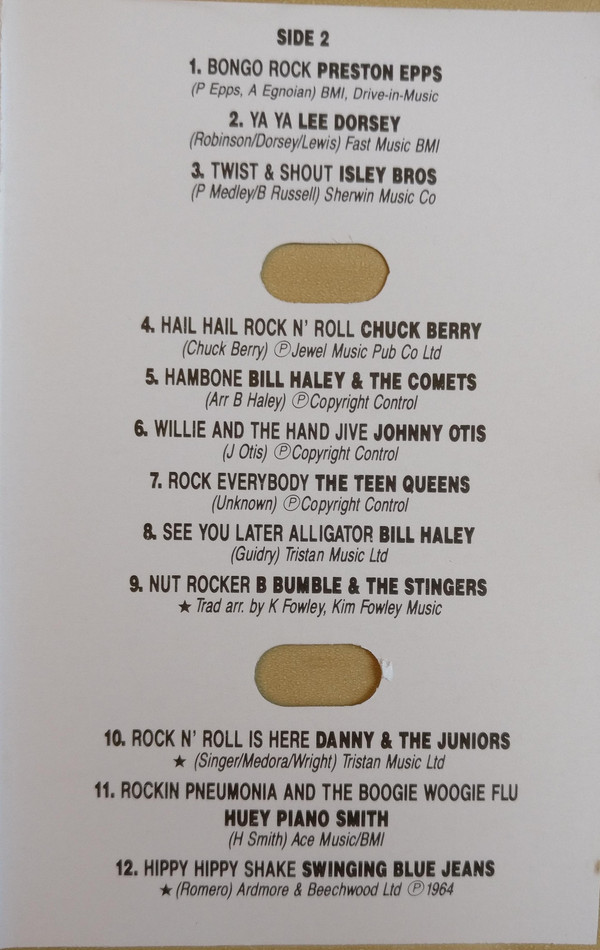 SIDE 2
1. BONGO ROCK PRESTON EPPS
(P Epps, A Egnoian) BMI, Drive-in-Music
2. YA YA LEE DORSEY
(Robinson/Dorsey/Lewis) Fast Music BMI
3. TWIST & SHOUT ISLEY BROS
(P Medley/B Russell) Sherwin Music Co
4. HAIL HAIL ROCK N' ROLL CHUCK BERRY
(Chuck Berry) ℗Jewel Music Pub Co Ltd
5. HAMBONE BILL HALEY & THE COMETS
(Arr B Haley) ℗Copyright Control
6. WILLIE AND THE HAND JIVE JOHNNY OTIS
(J Otis) ℗Copyright Control
7. ROCK EVERYBODY THE TEEN QUEENS
(Unknown) ℗Copyright Control
8. SEE YOU LATER ALLIGATOR BILL HALEY
(Guidry) Tristan Music Ltd
9. NUT ROCKER B BUMBLE & THE STINGERS
★ Trad arr. by K Fowley, Kim Fowley Music
10. ROCK N' ROLL IS HERE DANNY & THE JUNIORS
★ (Singer/Medora/Wright) Tristan Music Ltd
11. ROCKIN PNEUMONIA AND THE BOOGIE WOOGIE FLU
HUEY PIANO SMITH
(H Smith) Ace Music/BMI
12. HIPPY HIPPY SHAKE SWINGING BLUE JEANS
★ (Romero) Ardmore & Beechwood Ltd ℗1964